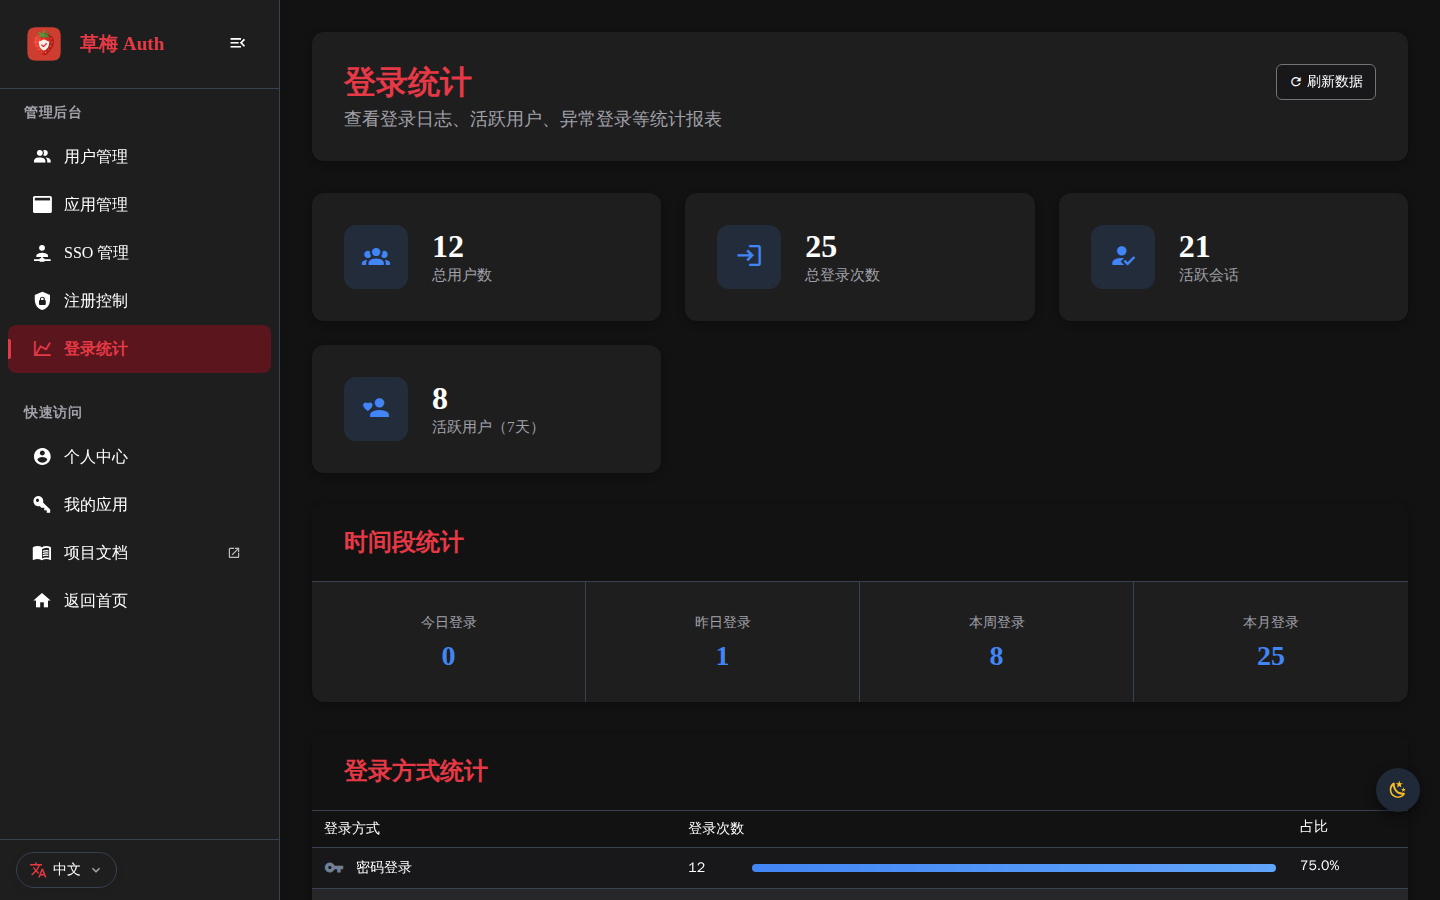 草梅 Auth
管理后台
用户管理
应用管理
SSO 管理
注册控制
登录统计
快速访问
个人中心
我的应用
项目文档
返回首页
中文
登录统计
查看登录日志、活跃用户、异常登录等统计报表
刷新数据
12
总用户数
25
总登录次数
21
活跃会话
8
活跃用户（7天）
时间段统计
今日登录
0
昨日登录
1
本周登录
8
本月登录
25
登录方式统计
登录方式 登录次数 占比
密码登录 12 75.0%